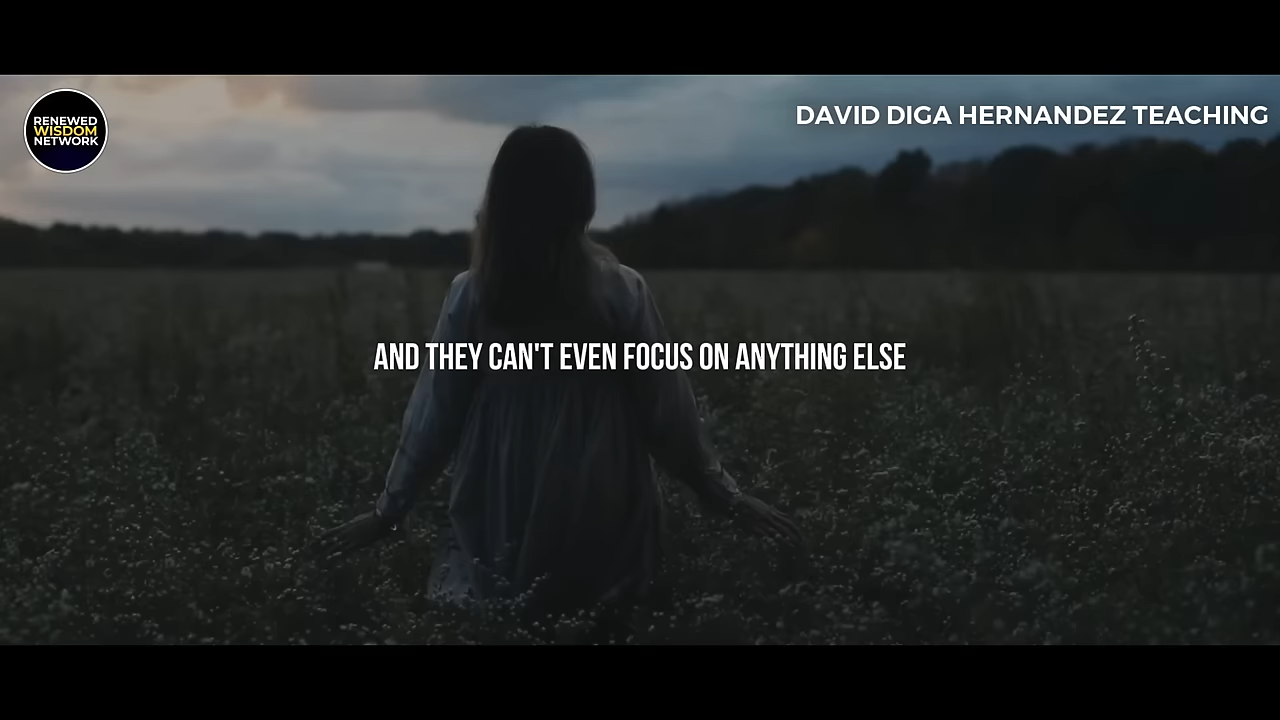 RENEWED
WISDOM
NETWORK
DAVID DIGA HERNANDEZ TEACHING
AND THEY CAN'T EVEN FOCUS ON ANYTHING ELSE